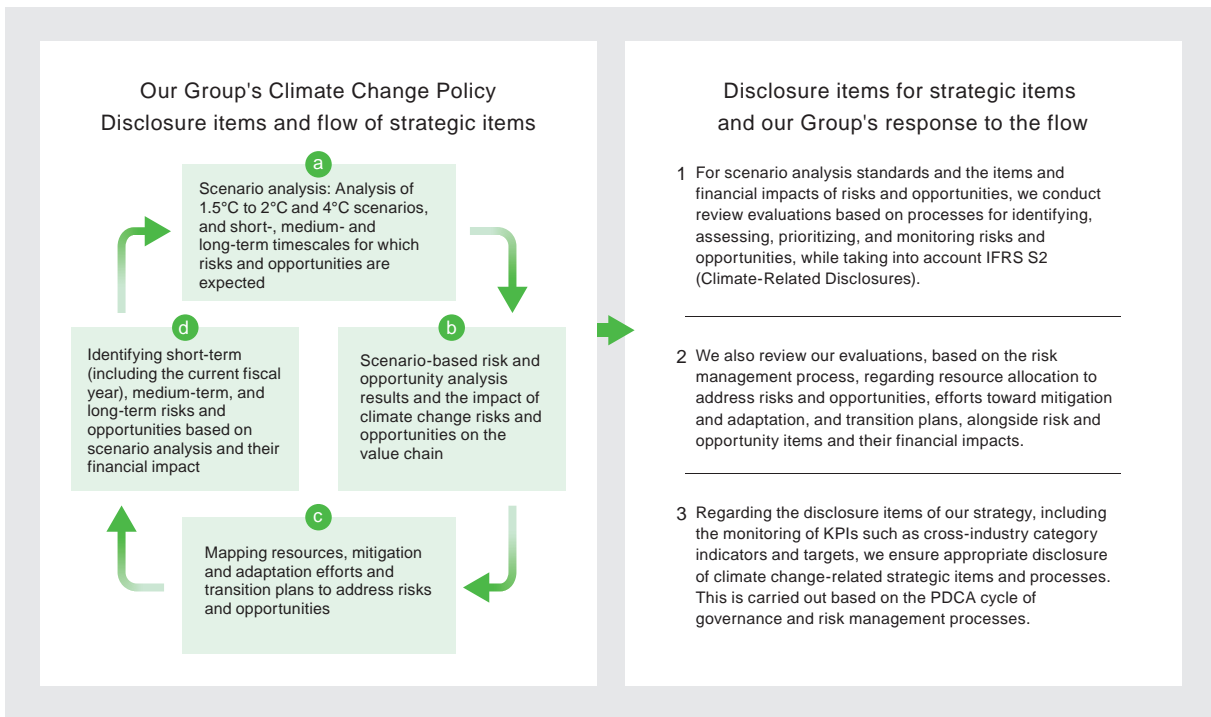 Our Group's Climate Change Policy
Disclosure items and flow of strategic items
a
Scenario analysis: Analysis of
1.5°C to 2°C and 4°C scenarios,
and short-, medium- and
long-term timescales for which
risks and opportunities are
expected
b
Scenario-based risk and
opportunity analysis
results and the impact of
climate change risks and
opportunities on the
value chain
c
Mapping resources, mitigation
and adaptation efforts and
transition plans to address risks
and opportunities
d
Identifying short-term
(including the current fiscal
year), medium-term, and
long-term risks and
opportunities based on
scenario analysis and their
financial impact
Disclosure items for strategic items
and our Group's response to the flow
1 For scenario analysis standards and the items and
financial impacts of risks and opportunities, we conduct
review evaluations based on processes for identifying,
assessing, prioritizing, and monitoring risks and
opportunities, while taking into account IFRS S2
(Climate-Related Disclosures).
2 We also review our evaluations, based on the risk
management process, regarding resource allocation to
address risks and opportunities, efforts toward mitigation
and adaptation, and transition plans, alongside risk and
opportunity items and their financial impacts.
3 Regarding the disclosure items of our strategy, including
the monitoring of KPIs such as cross-industry category
indicators and targets, we ensure appropriate disclosure
of climate change-related strategic items and processes.
This is carried out based on the PDCA cycle of
governance and risk management processes.